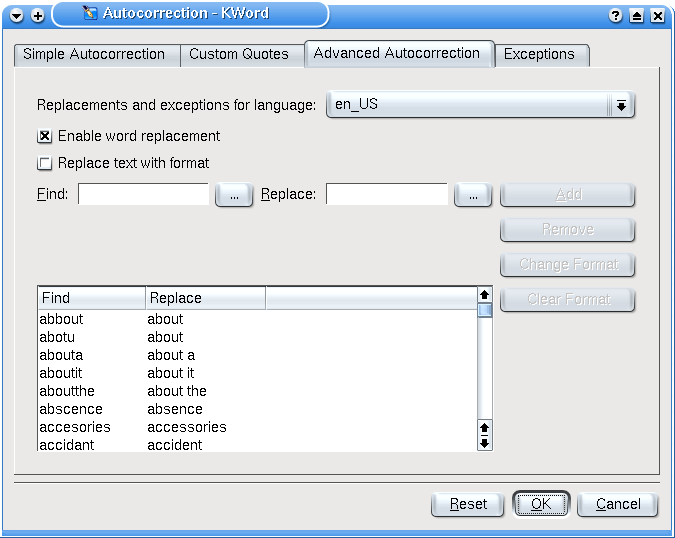 Autocorrection - KWord
Simple Autocorrection Custom Quotes Advanced Autocorrection Exceptions
Replacements and exceptions for language: en_US
Enable word replacement
Replace text with format
Find: ... Replace: ... Add
Remove
Change Format
Clear Format
Find Replace
abbout about
abotu about
abouta about a
aboutit about it
aboutthe about the
abscence absence
accesories accessories
accidant accident
Reset OK Cancel